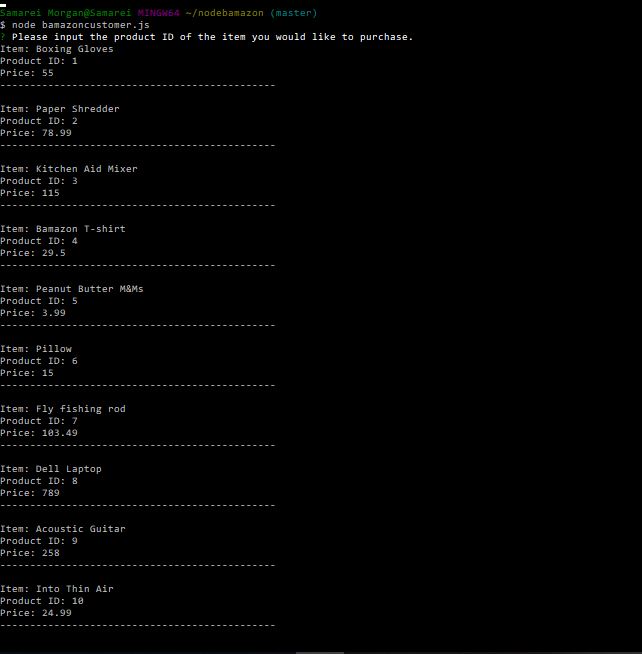 Samarei Morgan@Samarei MINGW64 ~/nodebamazon (master)
$ node bamazoncustomer.js
? Please input the product ID of the item you would like to purchase.
Item: Boxing Gloves
Product ID: 1
Price: 55
----------------------------------------------

Item: Paper Shredder
Product ID: 2
Price: 78.99
----------------------------------------------

Item: Kitchen Aid Mixer
Product ID: 3
Price: 115
----------------------------------------------

Item: Bamazon T-shirt
Product ID: 4
Price: 29.5
----------------------------------------------

Item: Peanut Butter M&Ms
Product ID: 5
Price: 3.99
----------------------------------------------

Item: Pillow
Product ID: 6
Price: 15
----------------------------------------------

Item: Fly fishing rod
Product ID: 7
Price: 103.49
----------------------------------------------

Item: Dell Laptop
Product ID: 8
Price: 789
----------------------------------------------

Item: Acoustic Guitar
Product ID: 9
Price: 258
----------------------------------------------

Item: Into Thin Air
Product ID: 10
Price: 24.99
----------------------------------------------